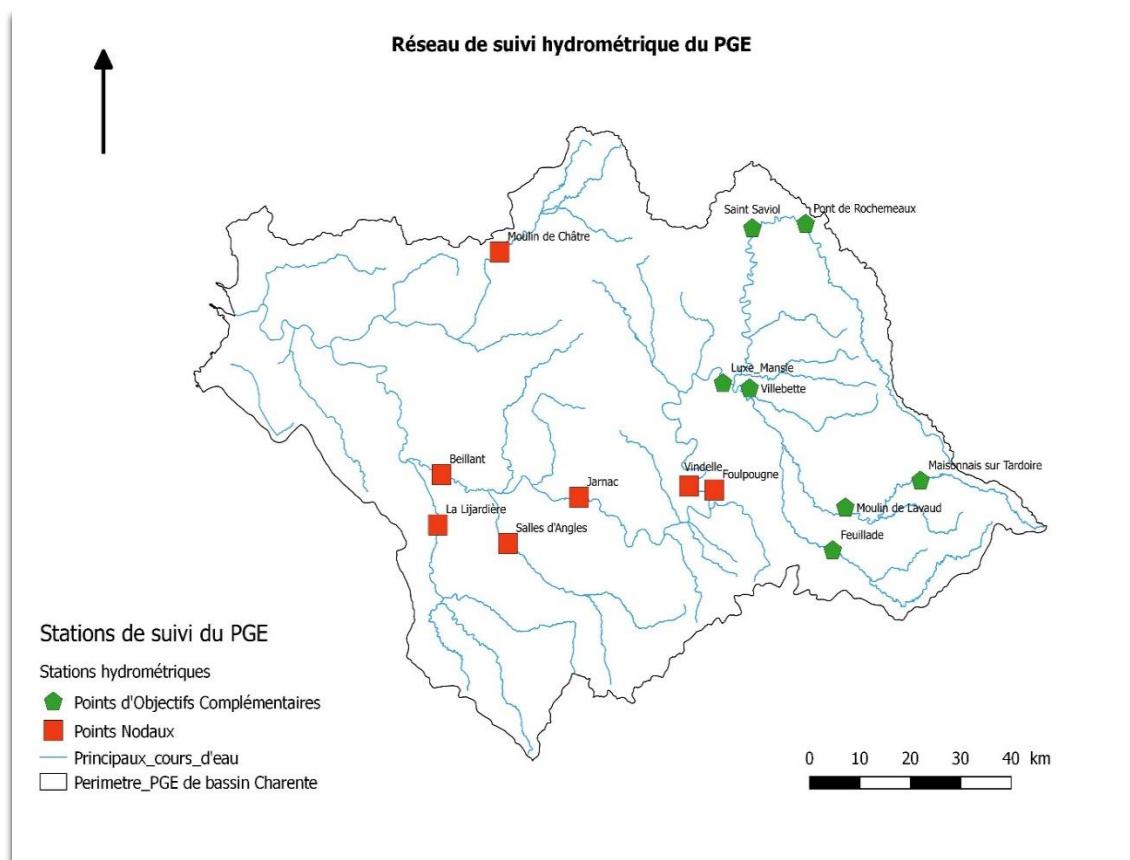 Réseau de suivi hydrométrique du PGE
Saint Saviol
Pont de Rochemeaux
Moulin de Châtre
Luxé_Mansle
Villebette
Beillant
Vindelle
Foulpougne
Maisonnais sur Tardoire
Jarnac
La Lijardière
Moulin de Lavaud
Salles d'Angles
Feuillade
Stations de suivi du PGE
Stations hydrométriques
Points d'Objectifs Complémentaires
Points Nodaux
Principaux_cours_d'eau
Perimetre_PGE de bassin Charente
0 10 20 30 40 km